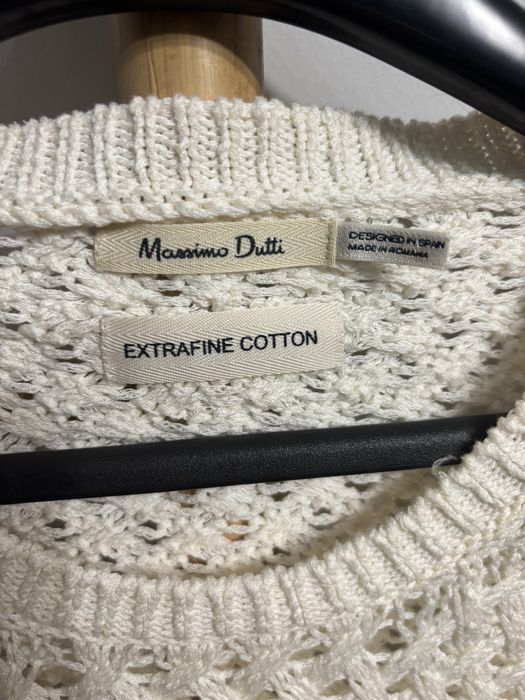 Massimo Dutti
DESIGNED IN SPAIN
MADE IN ROMANIA
EXTRAFINE COTTON